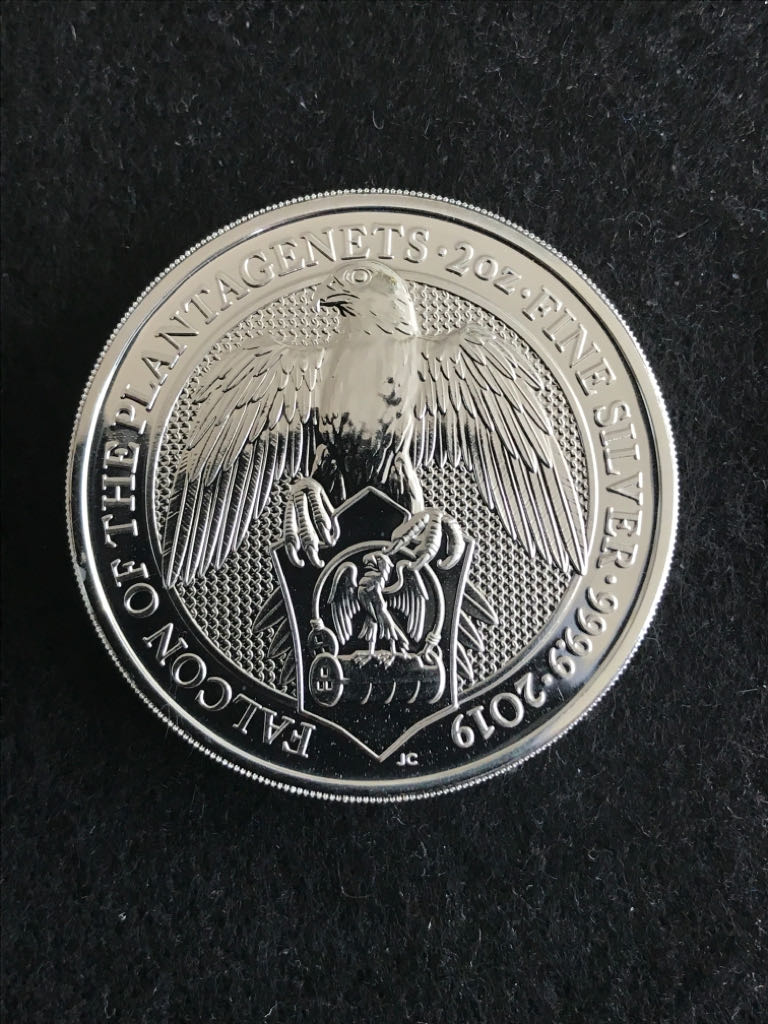 FALCON OF THE PLANTAGENETS · 2OZ · FINE SILVER · 9999 · 2019
JC